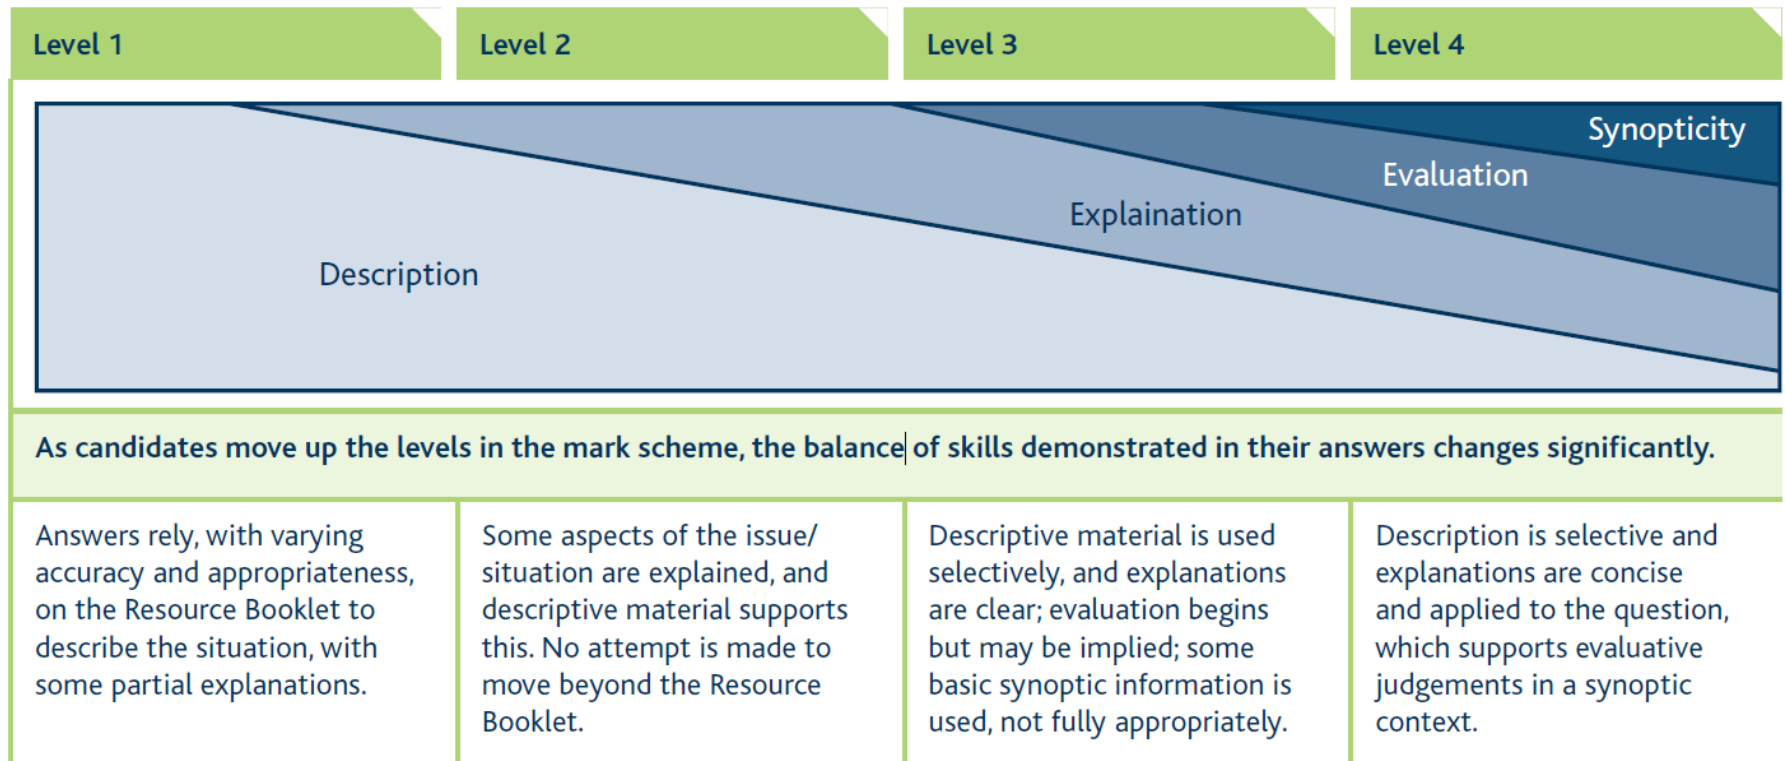 Level 1
Level 2
Level 3
Level 4
Synopticity
Evaluation
Explaination
Description
As candidates move up the levels in the mark scheme, the balance of skills demonstrated in their answers changes significantly.
Answers rely, with varying
accuracy and appropriateness,
on the Resource Booklet to
describe the situation, with
some partial explanations.
Some aspects of the issue/
situation are explained, and
descriptive material supports
this. No attempt is made to
move beyond the Resource
Booklet.
Descriptive material is used
selectively, and explanations
are clear; evaluation begins
but may be implied; some
basic synoptic information is
used, not fully appropriately.
Description is selective and
explanations are concise
and applied to the question,
which supports evaluative
judgements in a synoptic
context.